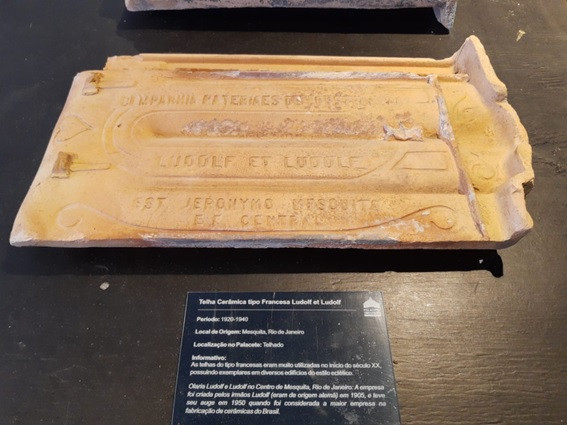 COMPANHIA MATERIAES DE
LUDOLF ET LUDOLF
EST. JERONYMO MESQUITA
E.F. CENTRAL
Telha Cerâmica tipo Francesa Ludolf et Ludolf
Período: 1920-1940
Local de Origem: Mesquita, Rio de Janeiro
Localização no Palacete: Telhado
Informativo:
As telhas do tipo francesas eram muito utilizadas no início do século XX,
possuindo exemplares em diversos edifícios do estilo eclético.
Olaria Ludolf e Ludolf no Centro de Mesquita, Rio de Janeiro: A empresa
foi criada pelos irmãos Ludolf (eram de origem alemã) em 1905, e teve
seu auge em 1950 quando foi considerada a maior empresa na
fabricação de cerâmicas do Brasil.